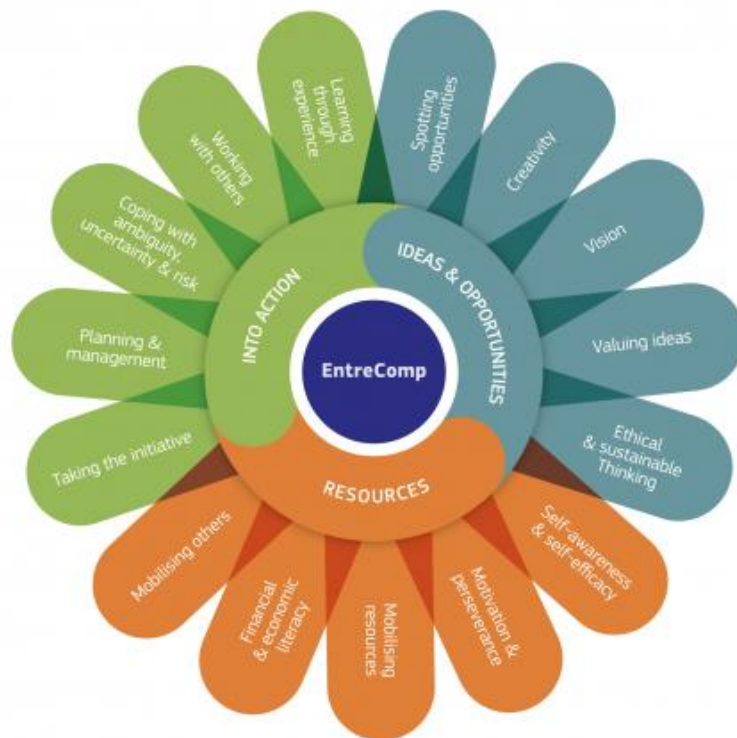 EntreComp
IDEAS & OPPORTUNITIES
Spotting
opportunities
Creativity
Vision
Valuing ideas
Ethical
& sustainable
Thinking
RESOURCES
Self-awareness
& self-efficacy
Motivation &
perseverance
Mobilising
resources
Financial
& economic
literacy
Mobilising others
INTO ACTION
Taking the initiative
Planning &
management
Coping with
ambiguity,
uncertainty & risk
Working
with others
Learning
through
experience